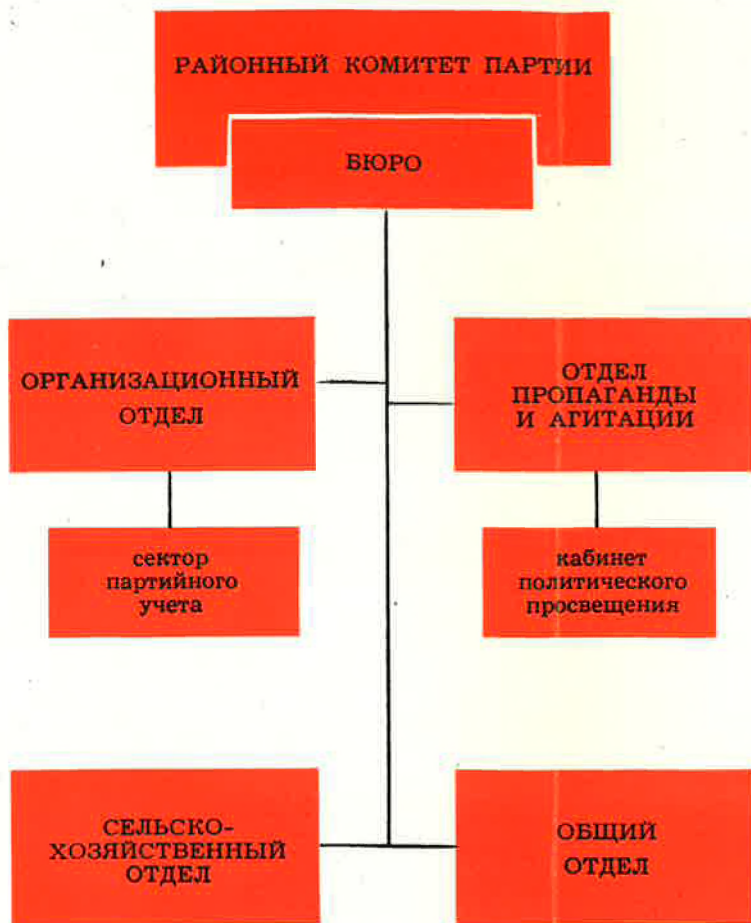 РАЙОННЫЙ КОМИТЕТ ПАРТИИ
БЮРО
ОРГАНИЗАЦИОННЫЙ
ОТДЕЛ
ОТДЕЛ
ПРОПАГАНДЫ
И АГИТАЦИИ
сектор
партийного
учета
кабинет
политического
просвещения
СЕЛЬСКО-
ХОЗЯЙСТВЕННЫЙ
ОТДЕЛ
ОБЩИЙ
ОТДЕЛ